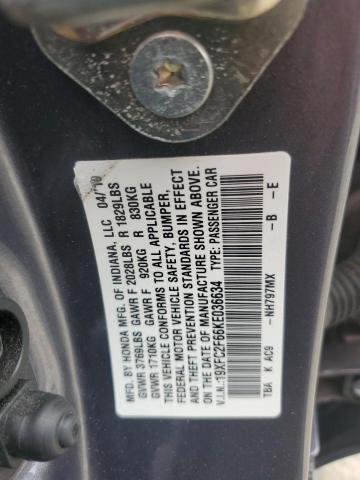 MFD. BY HONDA MFG. OF INDIANA, LLC 04/19
GVWR 3769LBS GAWR F 2028LBS R 1829LBS
GVWR 1710KG GAWR F 920KG R 830KG
THIS VEHICLE CONFORMS TO ALL APPLICABLE
FEDERAL MOTOR VEHICLE SAFETY, BUMPER,
AND THEFT PREVENTION STANDARDS IN EFFECT
ON THE DATE OF MANUFACTURE SHOWN ABOVE.
V.I.N.:19XFC2F66KE036634 TYPE: PASSENGER CAR
NH797MX -B -E
TBA K AC9